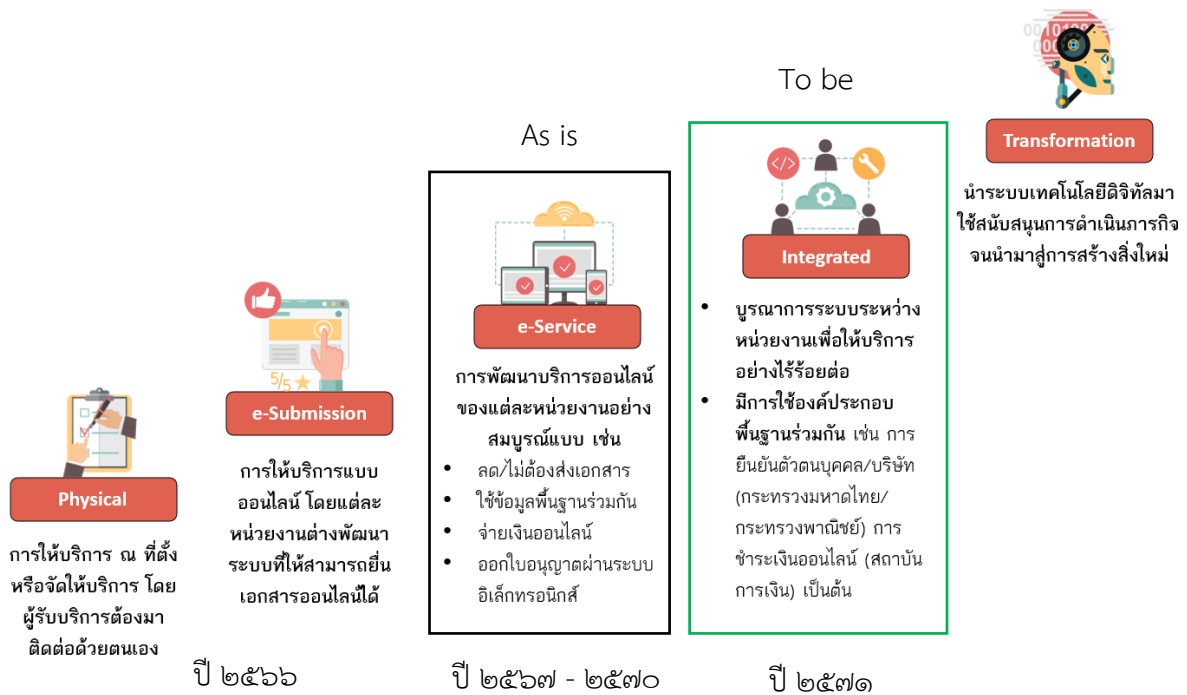 Physical
การให้บริการ ณ ที่ตั้ง
หรือจัดให้บริการ โดย
ผู้รับบริการต้องมา
ติดต่อด้วยตนเอง
5/5
e-Submission
การให้บริการแบบ
ออนไลน์ โดยแต่ละ
หน่วยงานต่างพัฒนา
ระบบที่ให้สามารถยื่น
เอกสารออนไลน์ได้
ปี ๒๕๖๖
As is
e-Service
การพัฒนาบริการออนไลน์
ของแต่ละหน่วยงานอย่าง
สมบูรณ์แบบ เช่น
• ลด/ไม่ต้องส่งเอกสาร
• ใช้ข้อมูลพื้นฐานร่วมกัน
• จ่ายเงินออนไลน์
• ออกใบอนุญาตผ่านระบบ
อิเล็กทรอนิกส์
ปี ๒๕๖๗ - ๒๕๗๐
To be
</>
Integrated
• บูรณาการระบบระหว่าง
หน่วยงานเพื่อให้บริการ
อย่างไร้รอยต่อ
• มีการใช้องค์ประกอบ
พื้นฐานร่วมกัน เช่น การ
ยืนยันตัวตนบุคคล/บริษัท
(กระทรวงมหาดไทย/
กระทรวงพาณิชย์) การ
ชำระเงินออนไลน์ (สถาบัน
การเงิน) เป็นต้น
ปี ๒๕๗๑
Transformation
นำระบบเทคโนโลยีดิจิทัลมา
ใช้สนับสนุนการดำเนินภารกิจ
จนนำมาสู่การสร้างสิ่งใหม่